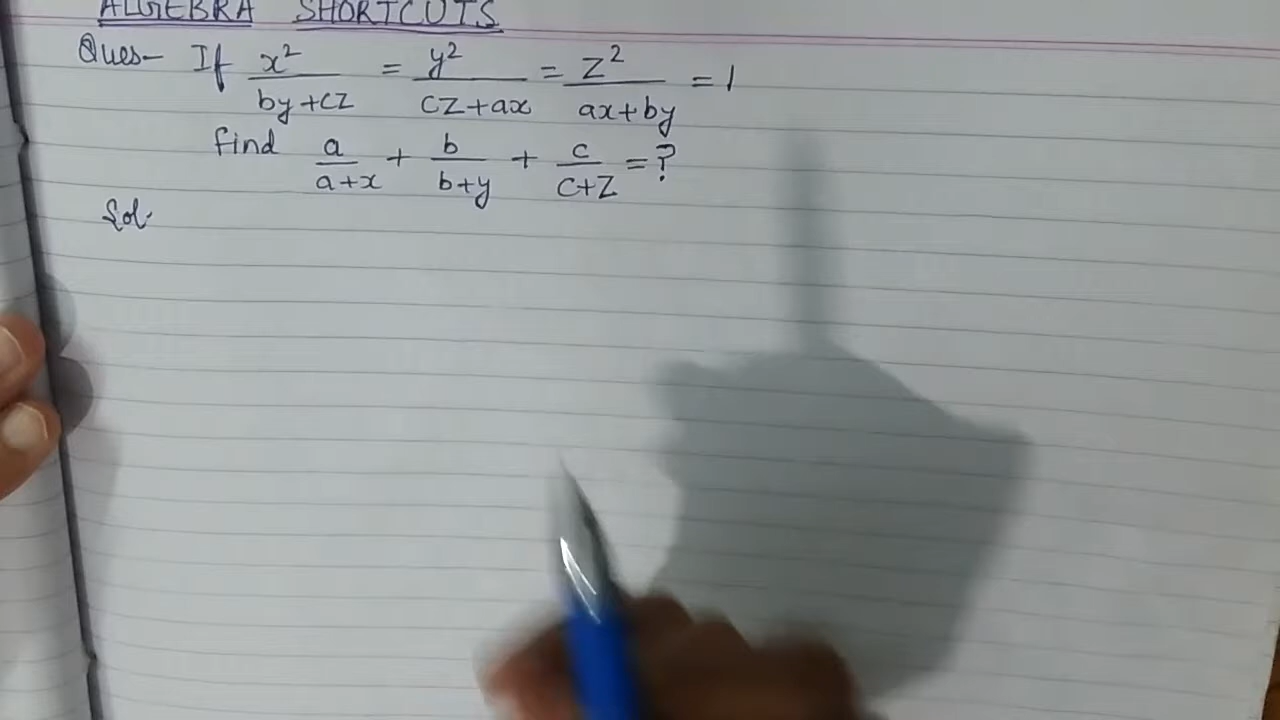 ALGEBRA SHORTCUTS
Ques- If x²/(by+cz) = y²/(cz+ax) = z²/(ax+by) = 1
find a/(a+x) + b/(b+y) + c/(c+z) = ?
Sol.